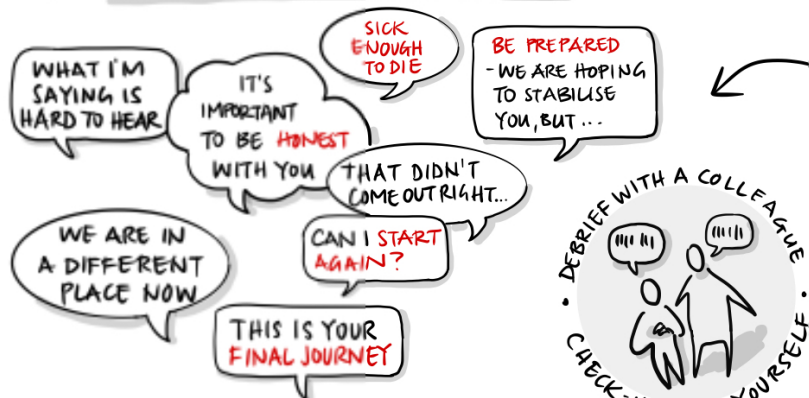 WHAT I'M
SAYING IS
HARD TO HEAR
IT'S
IMPORTANT
TO BE HONEST
WITH YOU
SICK
ENOUGH
TO DIE
BE PREPARED
- WE ARE HOPING
TO STABILISE
YOU, BUT...
THAT DIDN'T
COME OUT RIGHT...
CAN I START
AGAIN?
WE ARE IN
A DIFFERENT
PLACE NOW
THIS IS YOUR
FINAL JOURNEY
• DEBRIEF WITH A COLLEAGUE •
CHECK-
YOURSELF